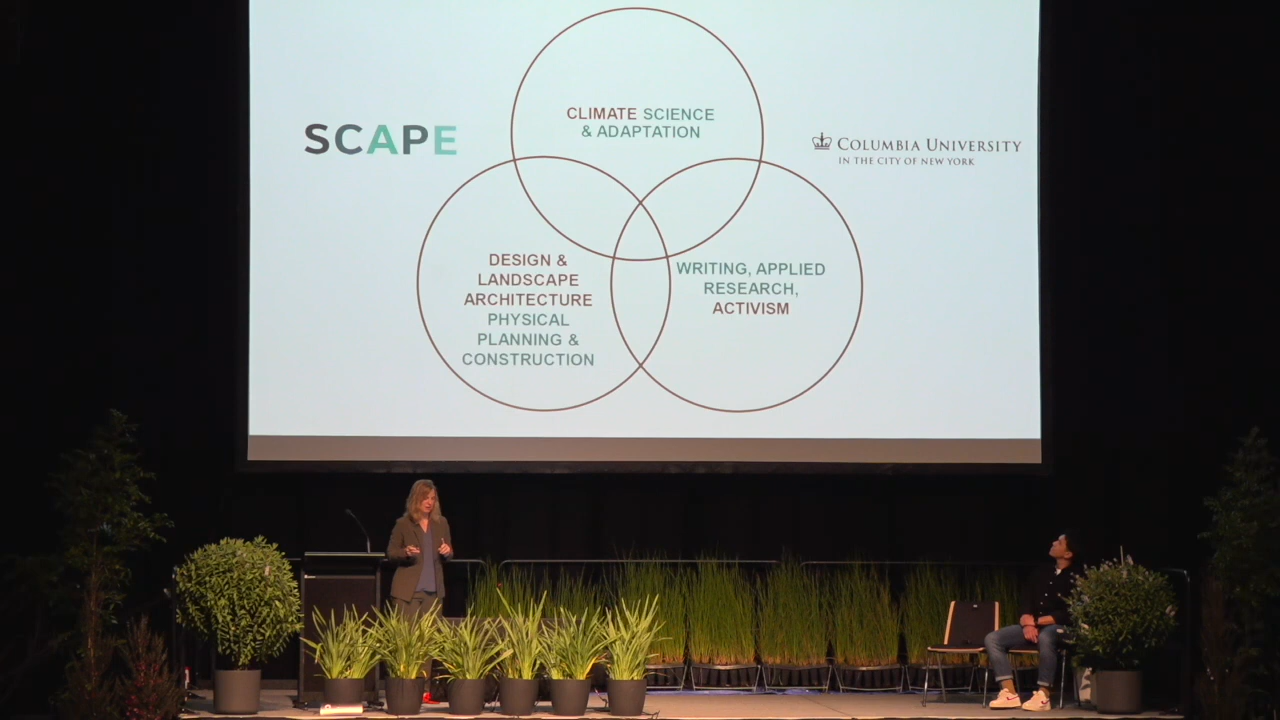 CLIMATE SCIENCE
& ADAPTATION
SCAPE
COLUMBIA UNIVERSITY
IN THE CITY OF NEW YORK
DESIGN &
LANDSCAPE
ARCHITECTURE
PHYSICAL
PLANNING &
CONSTRUCTION
WRITING, APPLIED
RESEARCH,
ACTIVISM